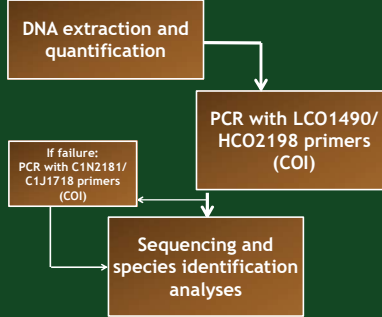 DNA extraction and
quantification
PCR with LCO1490/
HCO2198 primers
(COI)
If failure:
PCR with C1N2181/
C1J1718 primers
(COI)
Sequencing and
species identification
analyses